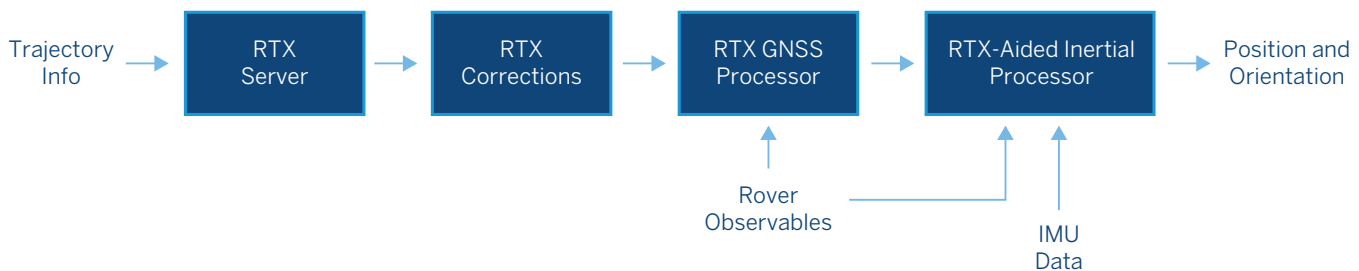 Trajectory
Info
RTX
Server
RTX
Corrections
RTX GNSS
Processor
RTX-Aided Inertial
Processor
Position and
Orientation
Rover
Observables
IMU
Data